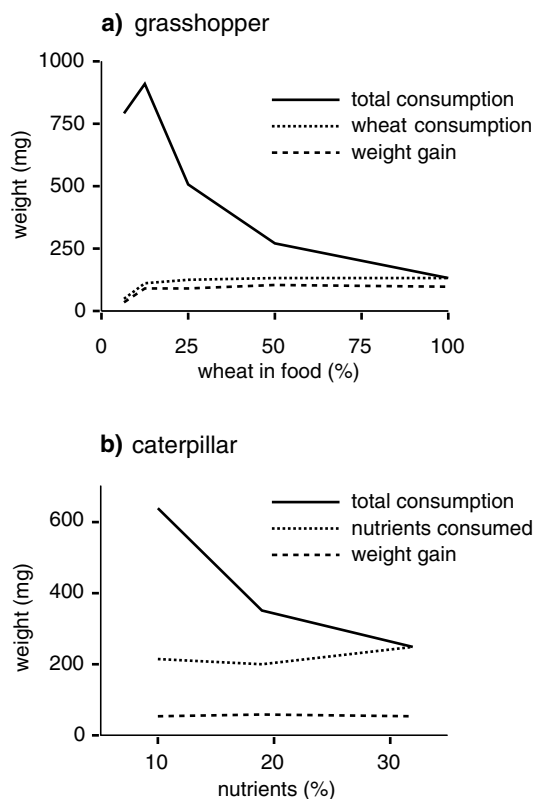 a) grasshopper
1000
750
500
250
0
weight (mg)
total consumption
wheat consumption
weight gain
0 25 50 75 100
wheat in food (%)
b) caterpillar
600
400
200
0
weight (mg)
total consumption
nutrients consumed
weight gain
10 20 30
nutrients (%)